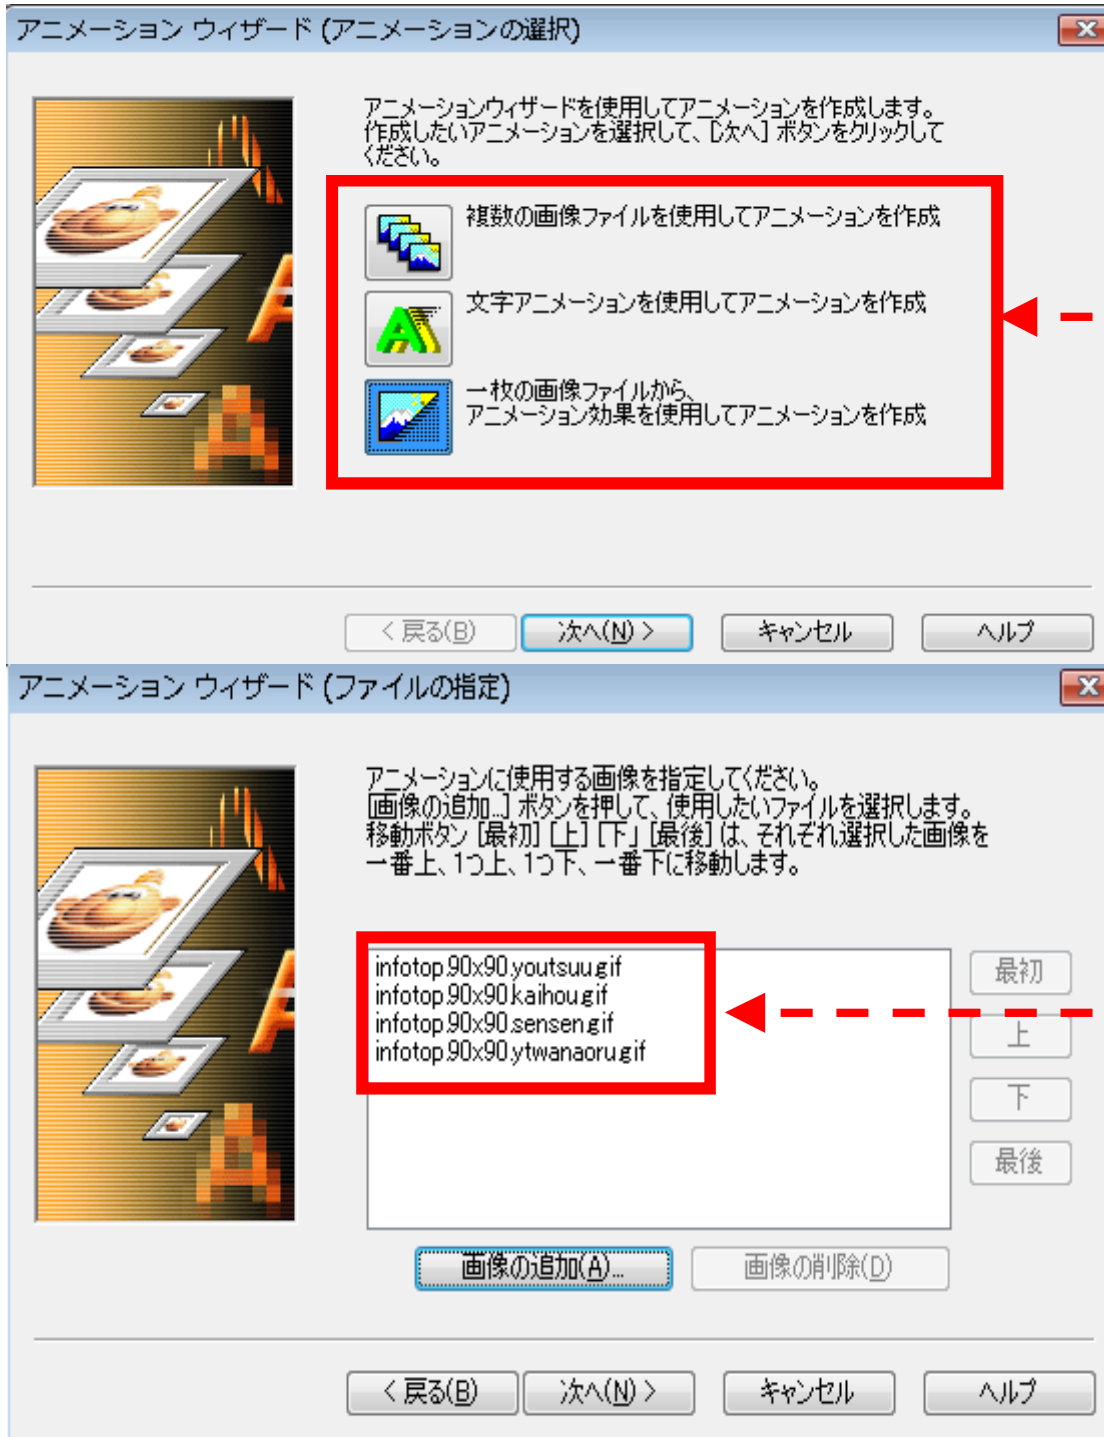 アニメーション ウィザード (アニメーションの選択)
アニメーションウィザードを使用してアニメーションを作成します。
作成したいアニメーションを選択して、[次へ] ボタンをクリックして
ください。
複数の画像ファイルを使用してアニメーションを作成
文字アニメーションを使用してアニメーションを作成
一枚の画像ファイルから、
アニメーション効果を使用してアニメーションを作成
< 戻る(B) 次へ(N) > キャンセル ヘルプ
アニメーション ウィザード (ファイルの指定)
アニメーションに使用する画像を指定してください。
[画像の追加...] ボタンを押して、使用したいファイルを選択します。
移動ボタン [最初] [上] [下」 [最後] は、それぞれ選択した画像を
一番上、1つ上、1つ下、一番下に移動します。
infotop.90x90.youtsuu.gif
infotop.90x90.kaihou.gif
infotop.90x90.sensen.gif
infotop.90x90.ytwanaoru.gif
最初
上
下
最後
画像の追加(A)... 画像の削除(D)
< 戻る(B) 次へ(N) > キャンセル ヘルプ